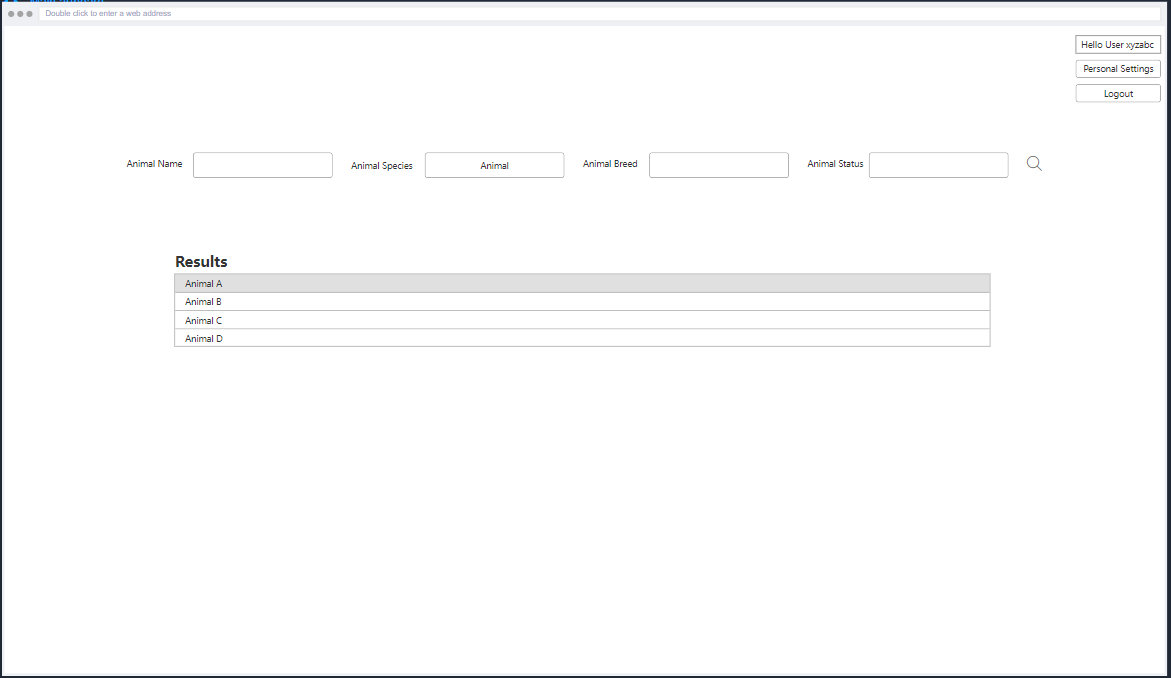 Double click to enter a web address
Hello User xyzabc
Personal Settings
Logout
Animal Name
Animal Species
Animal
Animal Breed
Animal Status
Results
Animal A
Animal B
Animal C
Animal D